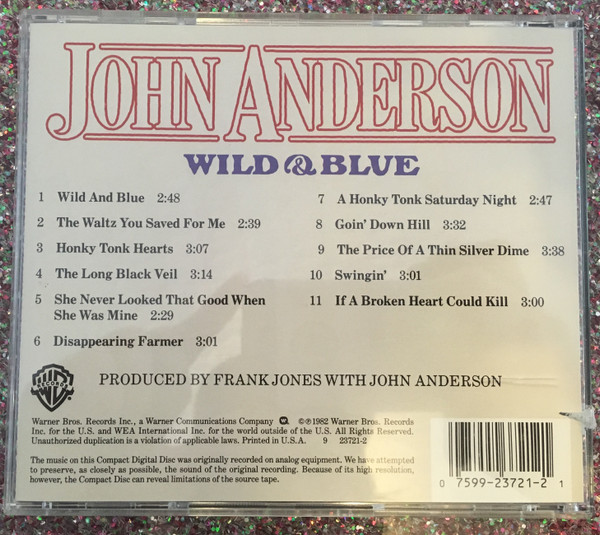 JOHN ANDERSON
WILD & BLUE
1 Wild And Blue 2:48
2 The Waltz You Saved For Me 2:39
3 Honky Tonk Hearts 3:07
4 The Long Black Veil 3:14
5 She Never Looked That Good When
She Was Mine 2:29
6 Disappearing Farmer 3:01
7 A Honky Tonk Saturday Night 2:47
8 Goin' Down Hill 3:32
9 The Price Of A Thin Silver Dime 3:38
10 Swingin' 3:01
11 If A Broken Heart Could Kill 3:00
WB
RECORDS
PRODUCED BY FRANK JONES WITH JOHN ANDERSON
Warner Bros. Records Inc., a Warner Communications Company ©℗1982 Warner Bros. Records
Inc. for the U.S. and WEA International Inc. for the world outside of the U.S. All Rights Reserved.
Unauthorized duplication is a violation of applicable laws. Printed in U.S.A. 9 23721-2
The music on this Compact Digital Disc was originally recorded on analog equipment. We have attempted
to preserve, as closely as possible, the sound of the original recording. Because of its high resolution,
however, the Compact Disc can reveal limitations of the source tape.
0 7599-23721-2 1